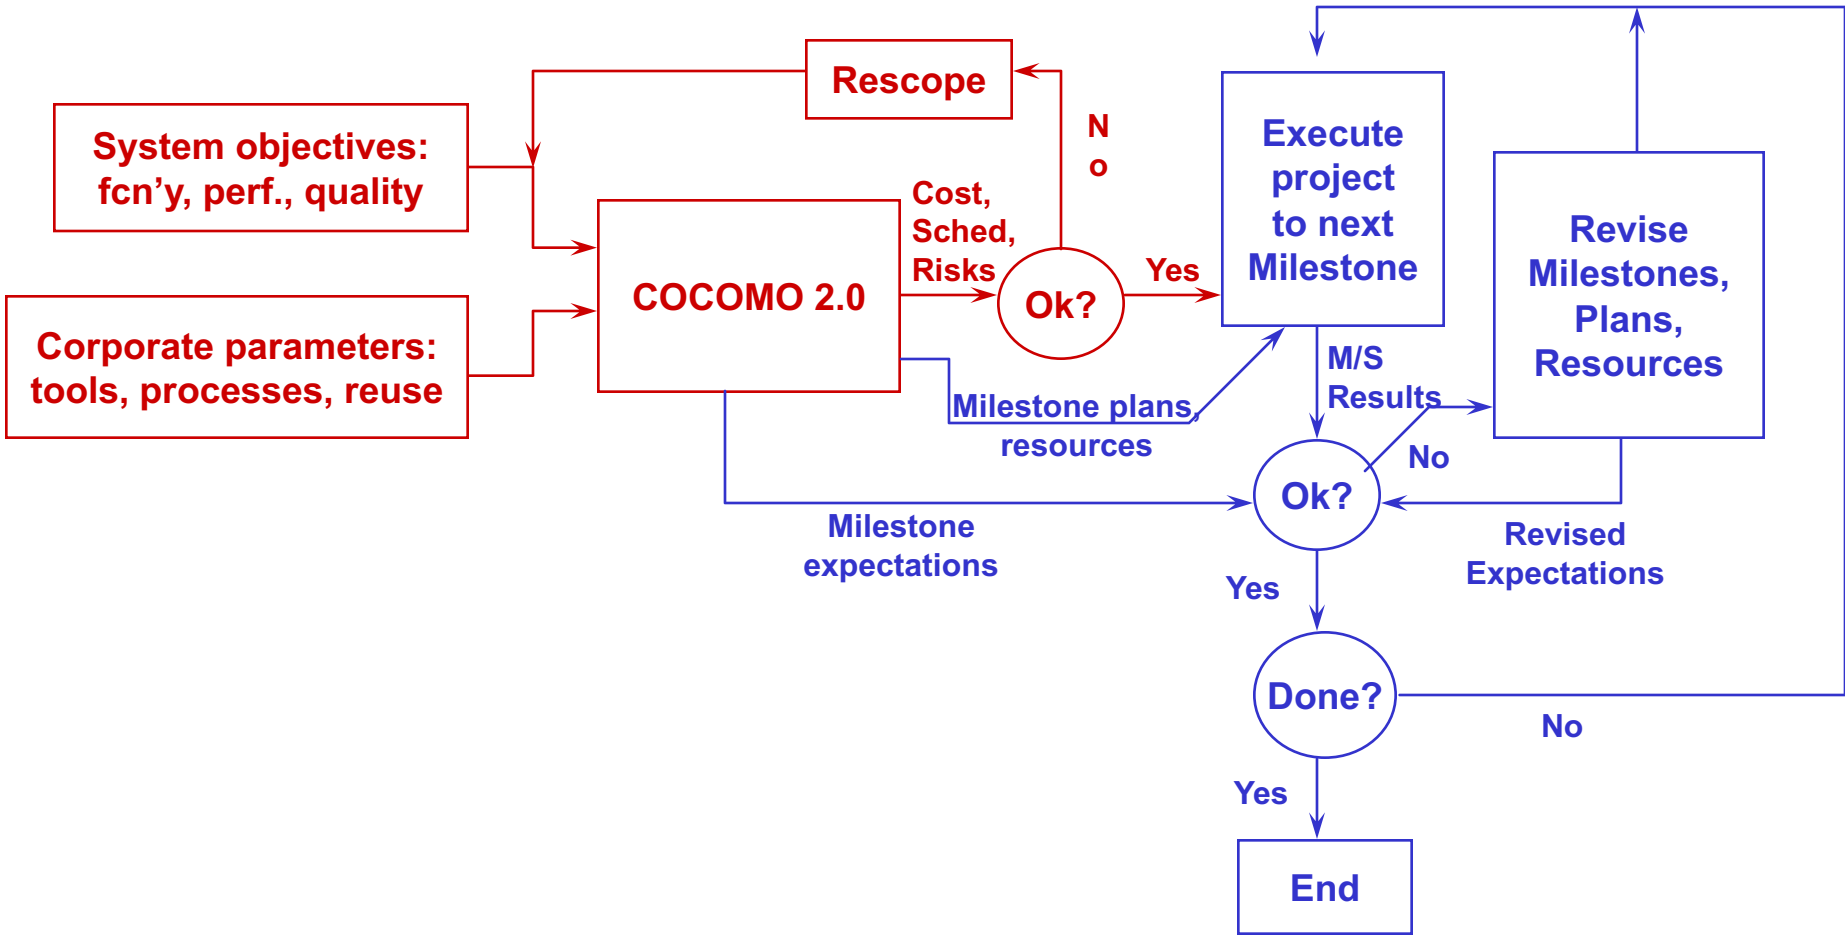 Rescope
System objectives:
fcn'y, perf., quality
N
o
Execute
project
to next
Milestone
Revise
Milestones,
Plans,
Resources
Cost,
Sched,
Risks
COCOMO 2.0
Ok?
Yes
Corporate parameters:
tools, processes, reuse
M/S
Results
Milestone plans,
resources
No
Ok?
Milestone
expectations
Revised
Expectations
Yes
Done?
No
Yes
End